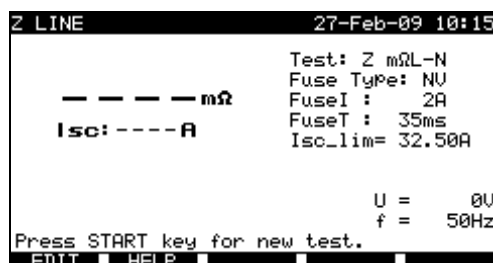 Z LINE 27-Feb-09 10:15
Test: Z mΩL-N
Fuse Type: NV
----mΩ
FuseI : 2A
Isc:----A
FuseT : 35ms
Isc_lim= 32.50A
U = 0V
f = 50Hz
Press START key for new test.
EDIT HELP